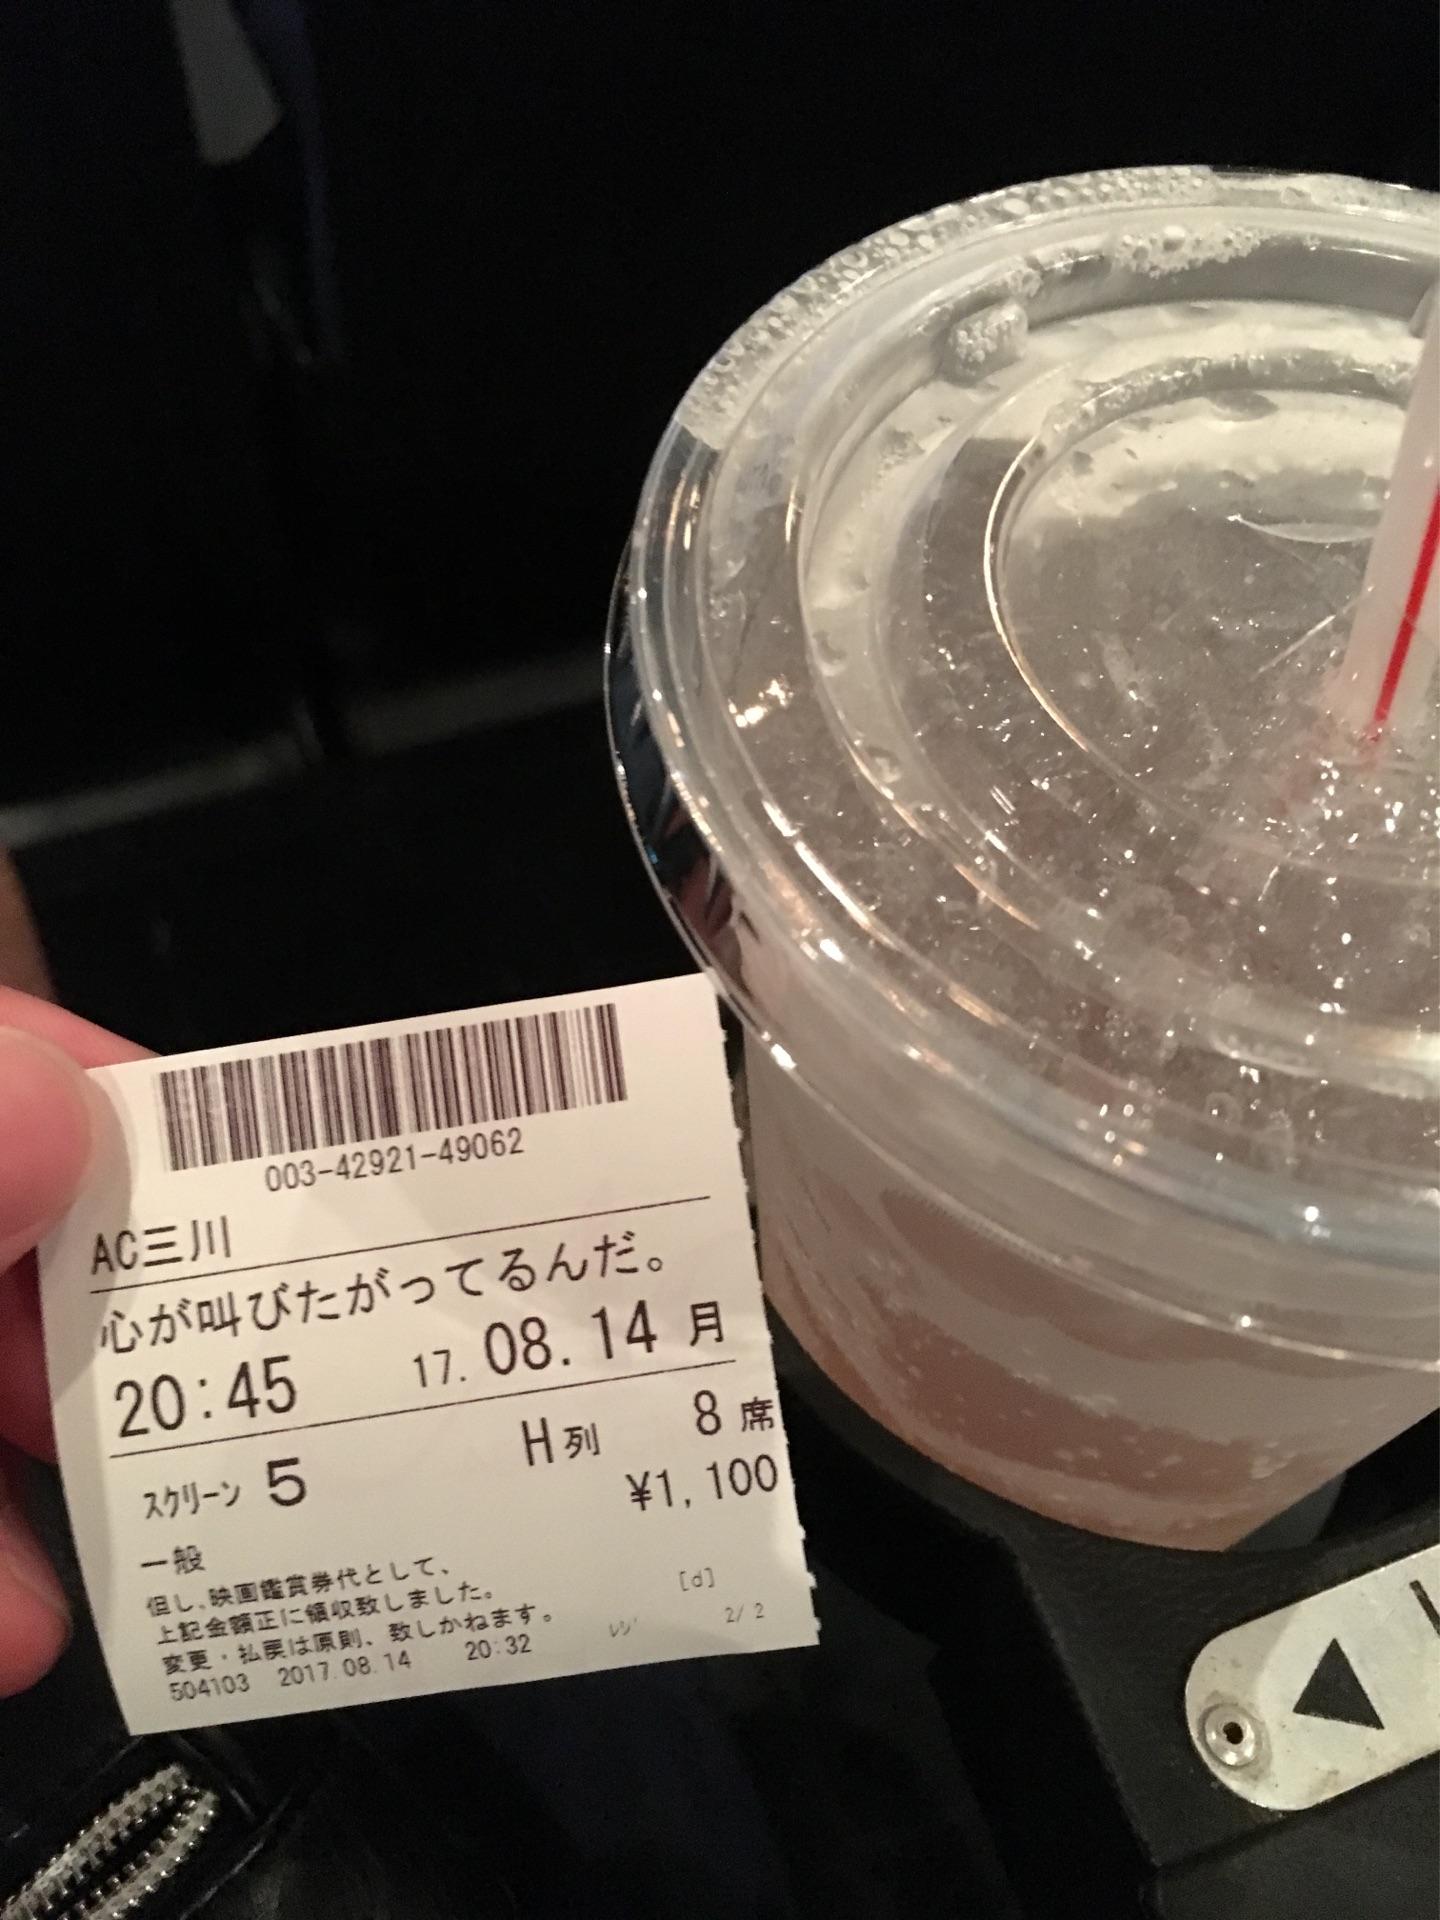 003-42921-49062
AC三川
心が叫びたがってるんだ。
20:45 17.08.14 月
スクリーン 5 H列 8席
¥1,100
一般
但し、映画鑑賞券代として、
上記金額正に領収致しました。 [d]
変更・払戻は原則、致しかねます。 レジ 2/2
504103 2017.08.14 20:32